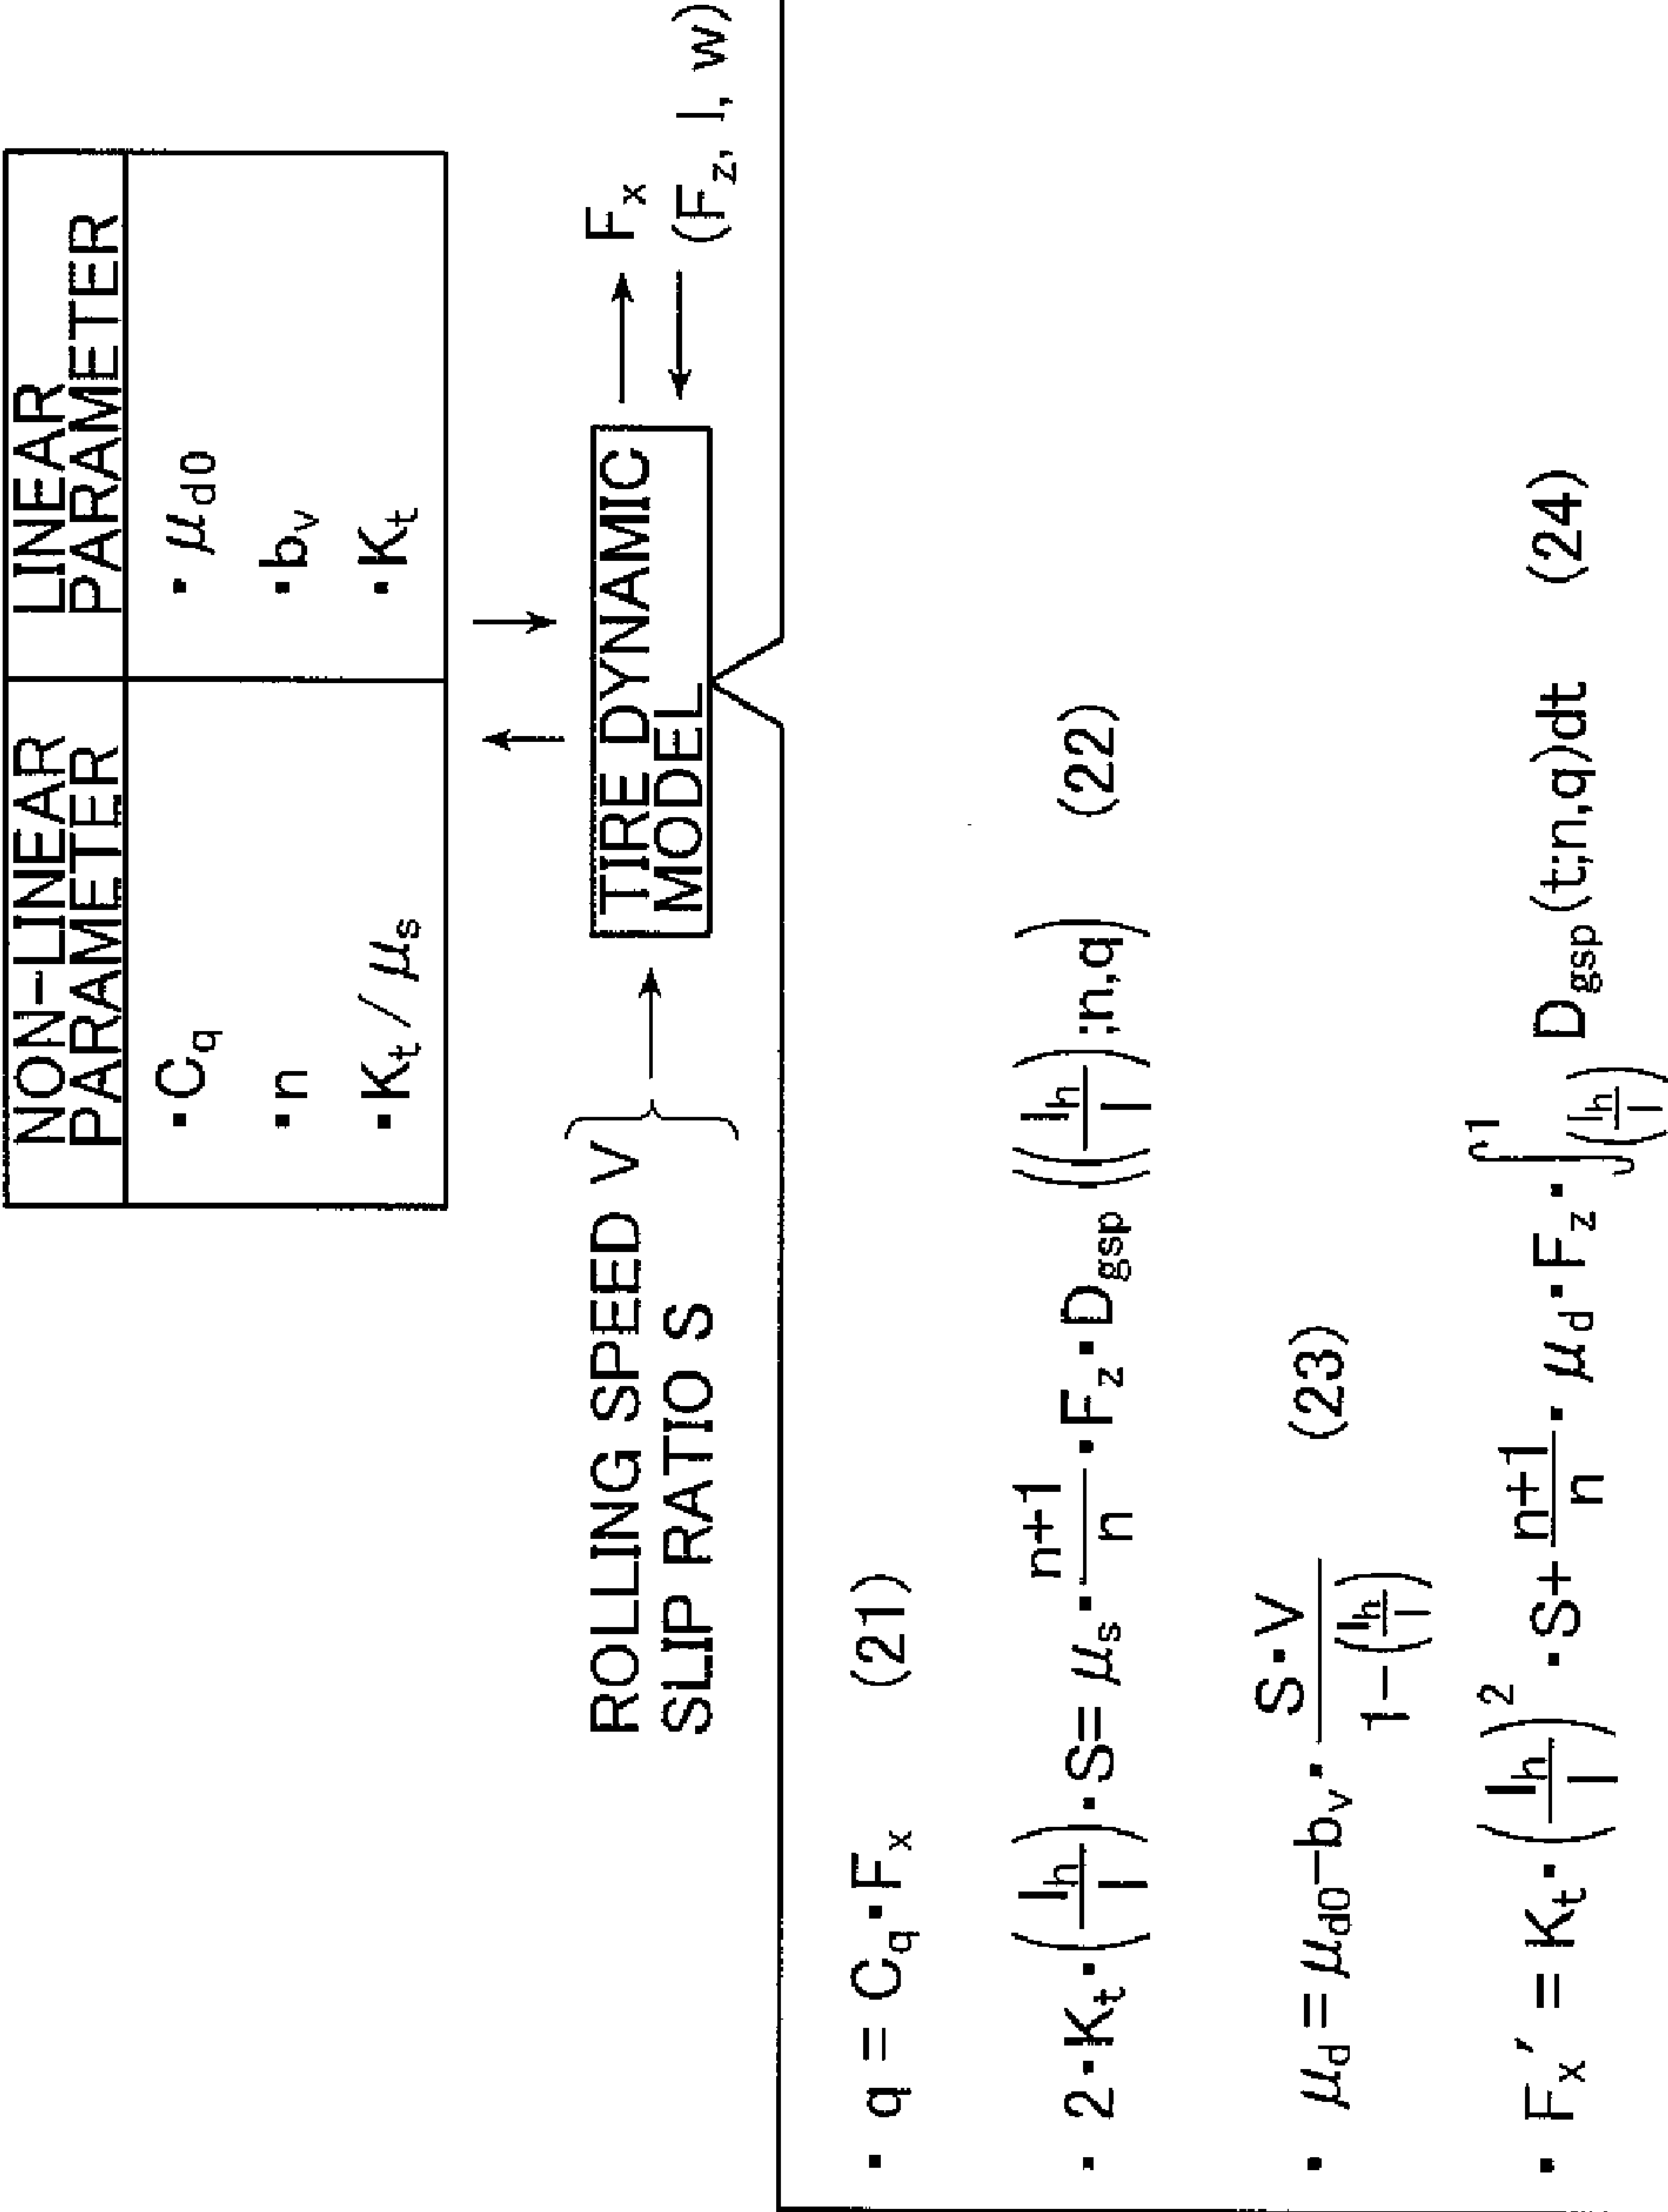 NON-LINEAR PARAMETER
LINEAR PARAMETER
・C_q
・μ_d0
・n
・b_v
・K_t / μ_s
・K_t
ROLLING SPEED V
SLIP RATIO S
TIRE DYNAMIC
MODEL
F_x
(F_z, l, w)
・q = C_q・F_x (21)
・2・K_t・(l_h/l)・S = μ_s・(n+1)/n・F_z・D_gsp((l_h/l);n,q) (22)
・μ_d = μ_d0 − b_v・(S・V)/(1−(l_h/l)) (23)
・F_x′ = K_t・(l_h/l)^2・S + (n+1)/n・μ_d・F_z・∫_(l_h/l)^1 D_gsp(t;n,q)dt (24)